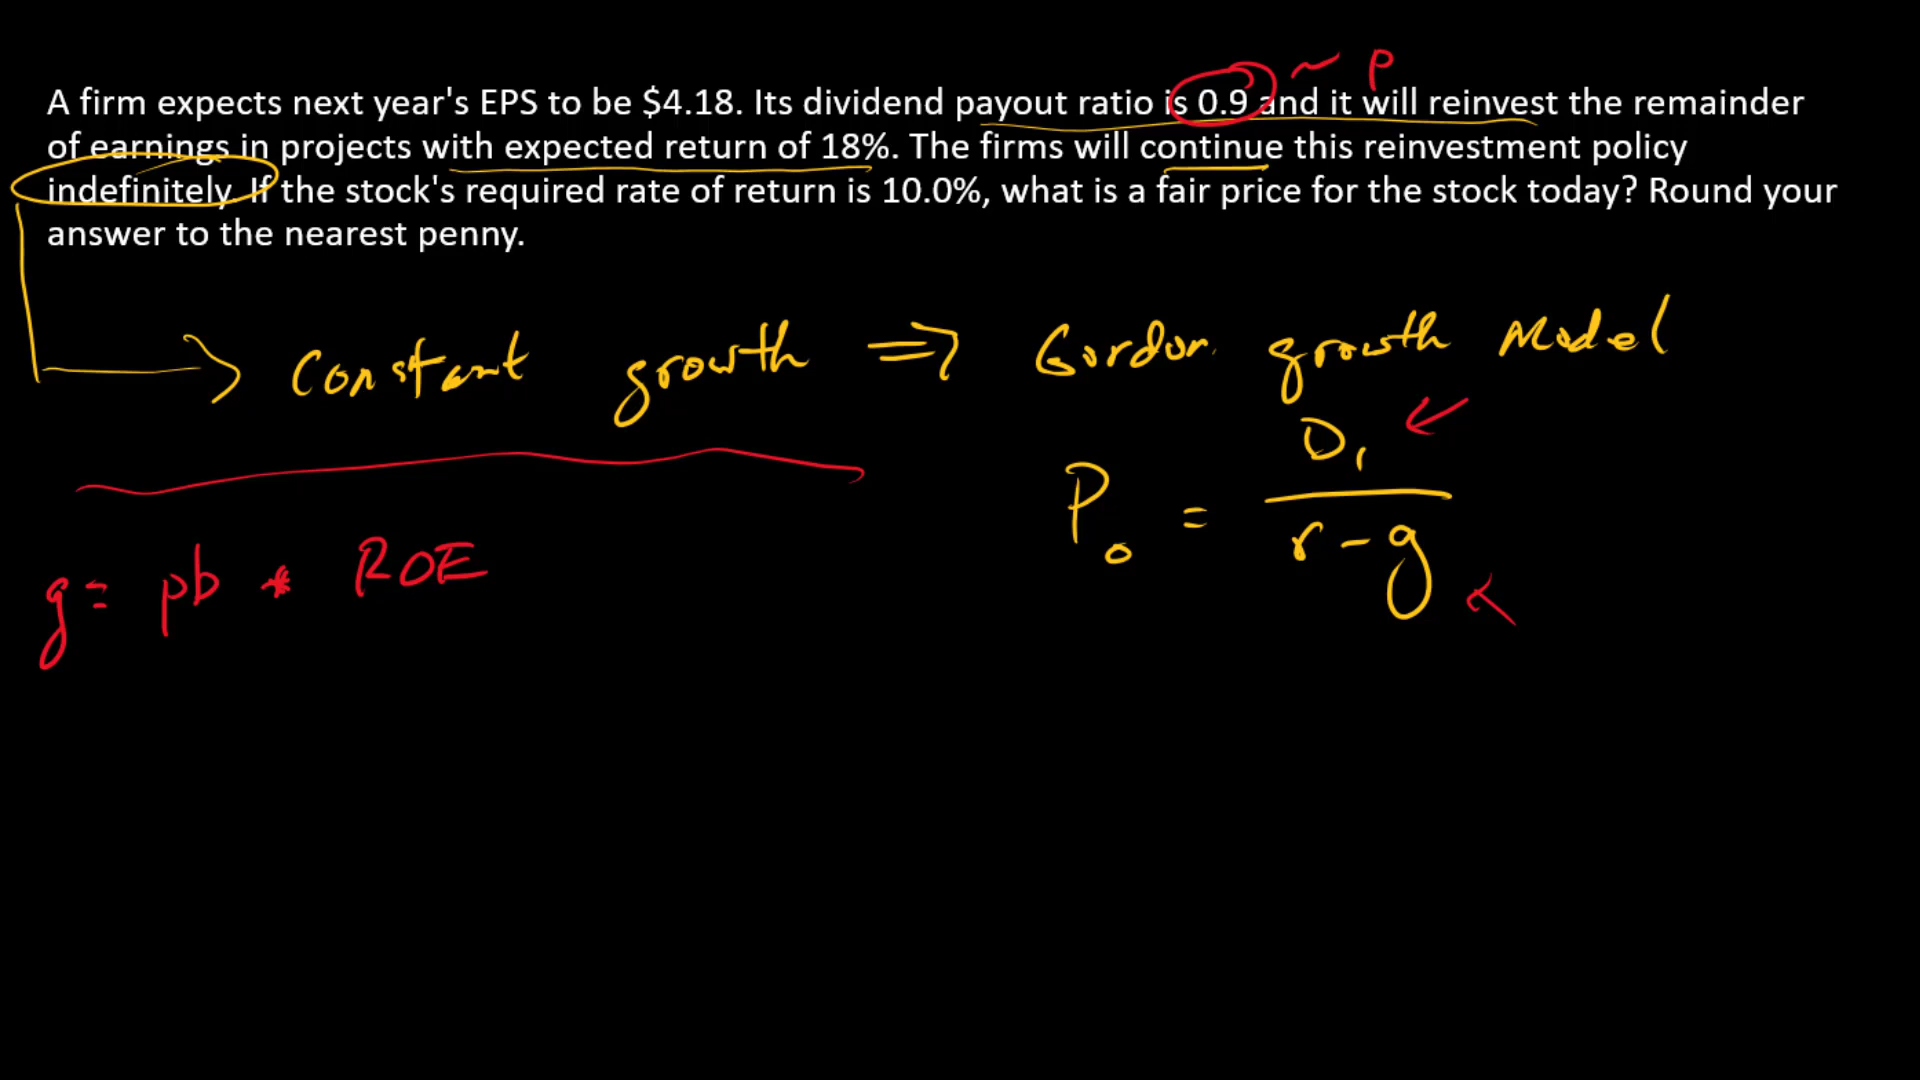 ~ p
A firm expects next year's EPS to be $4.18. Its dividend payout ratio is 0.9 and it will reinvest the remainder
of earnings in projects with expected return of 18%. The firms will continue this reinvestment policy
indefinitely. If the stock's required rate of return is 10.0%, what is a fair price for the stock today? Round your
answer to the nearest penny.
Constant growth => Gordon growth Model
P0 = D1 / r - g
g = pb * ROE